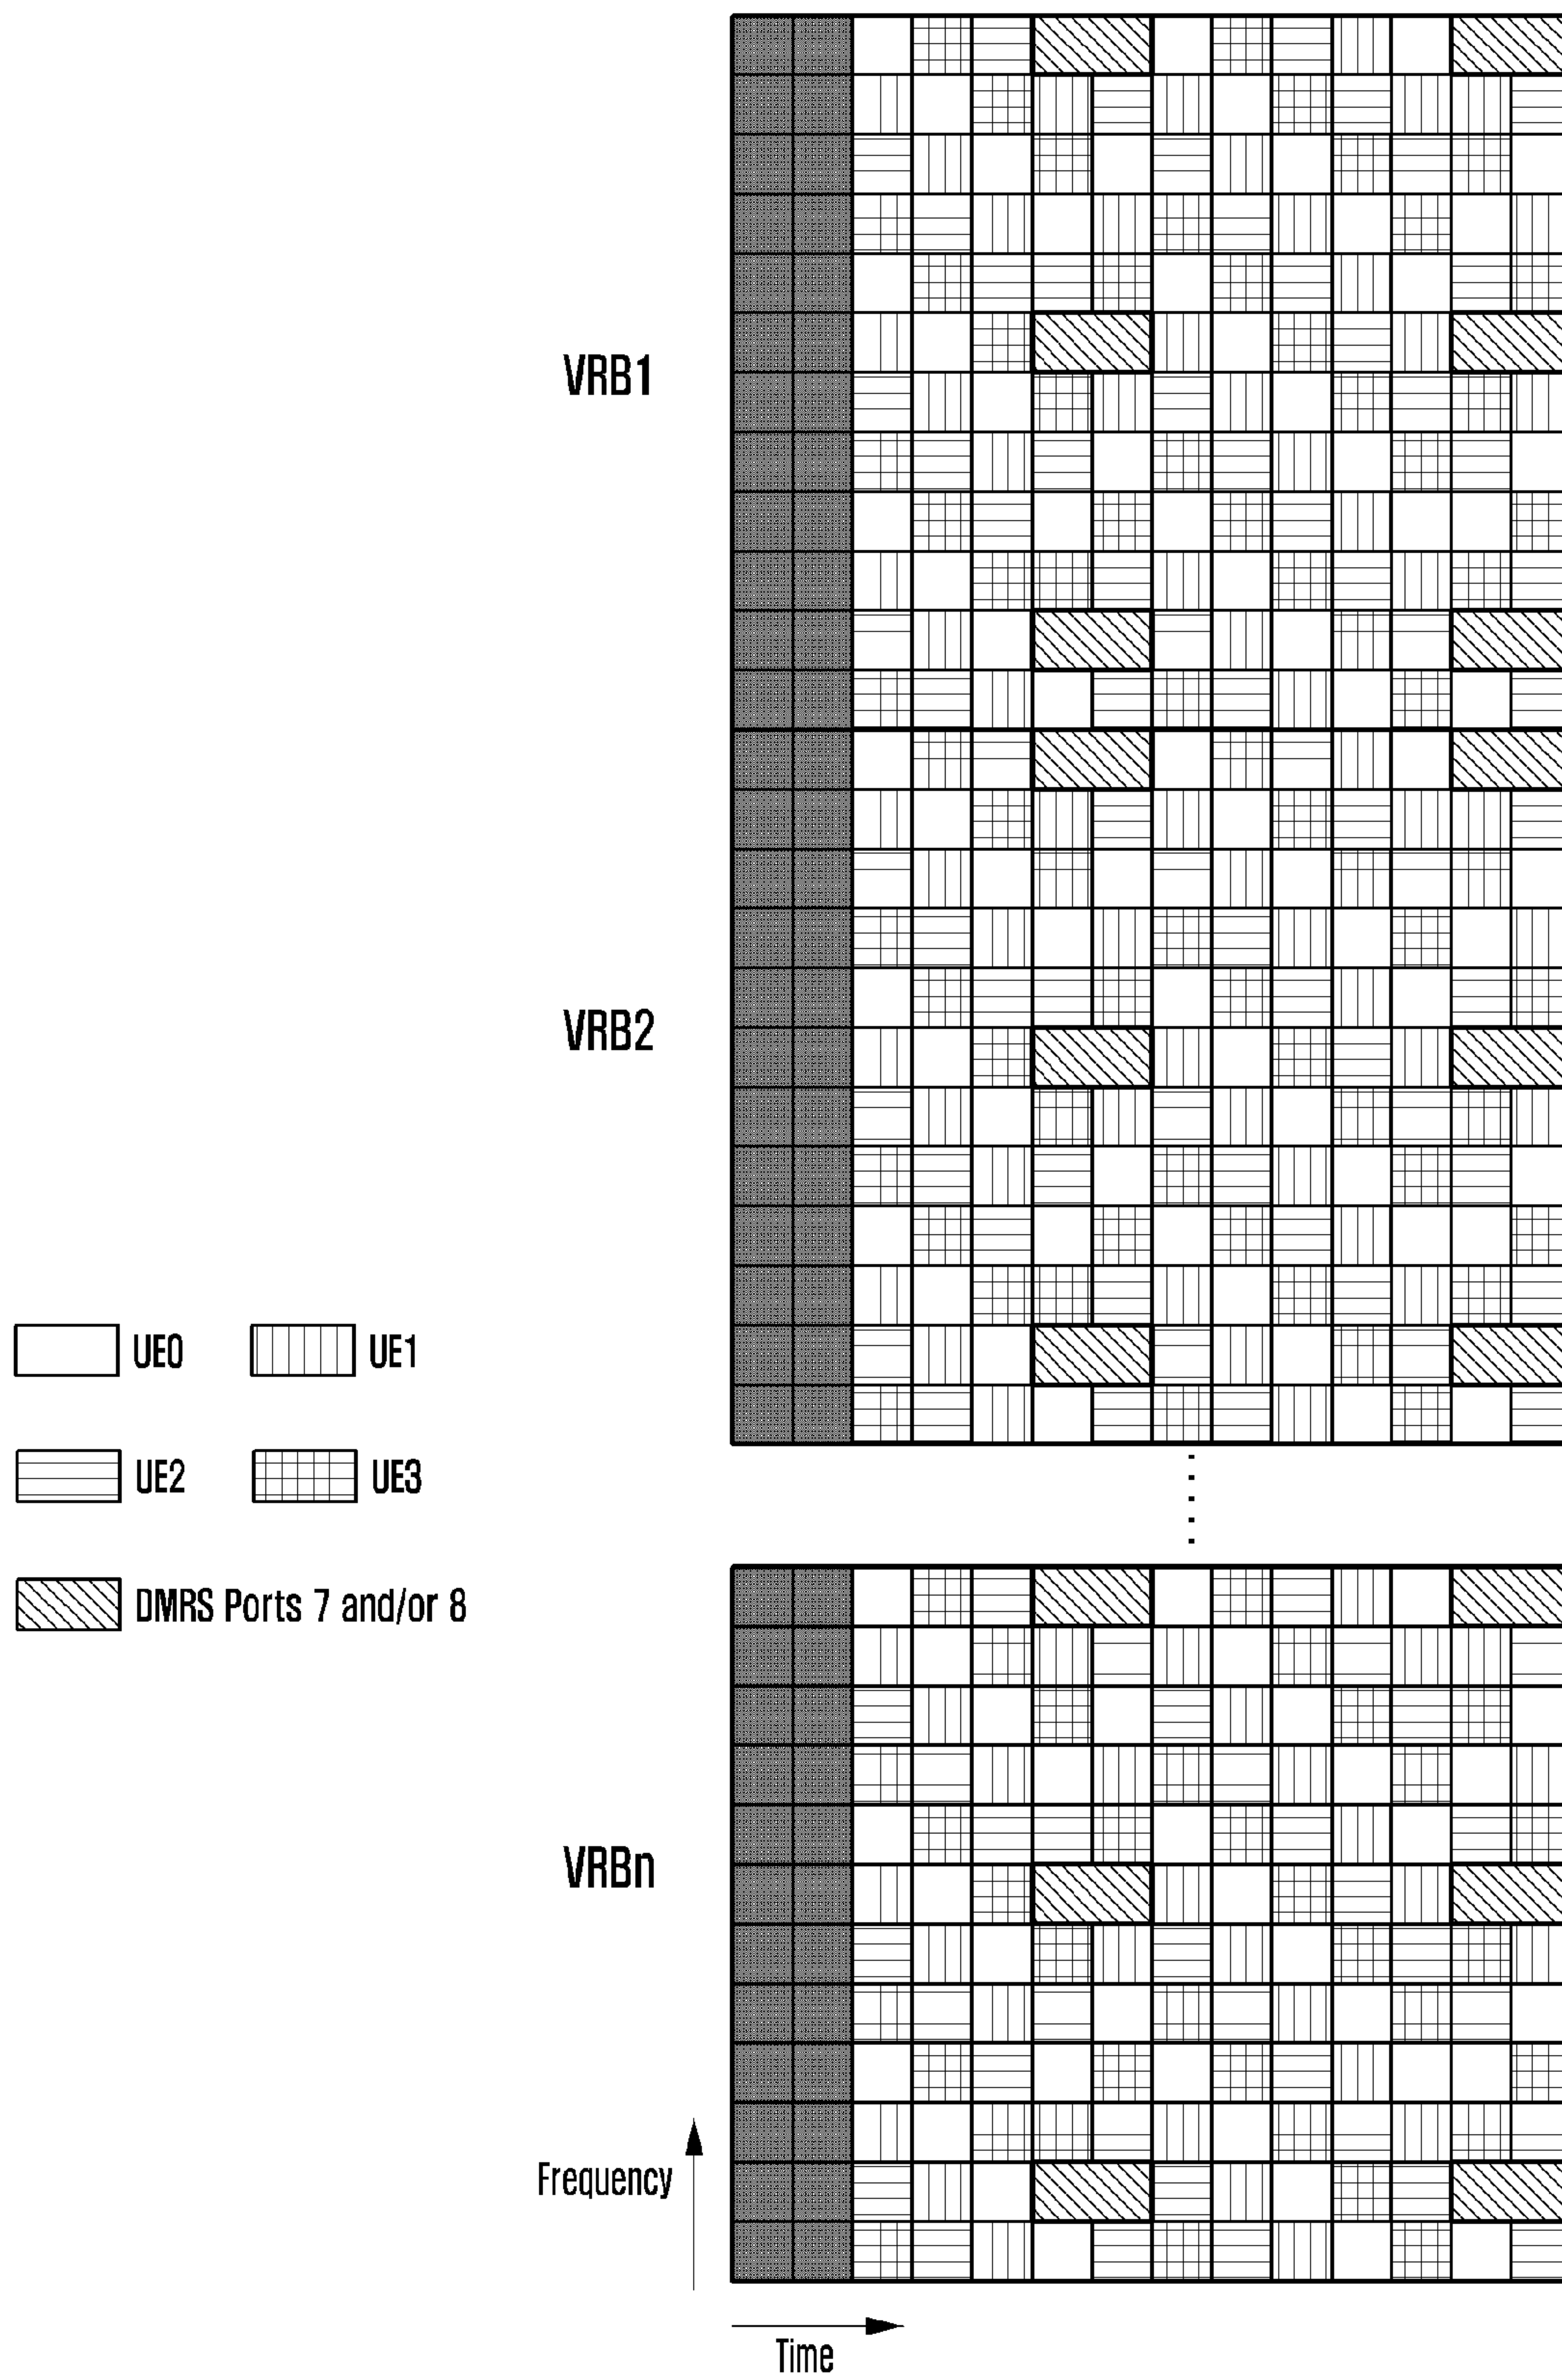 VRB1
VRB2
UE0 UE1
UE2 UE3
DMRS Ports 7 and/or 8
VRBn
Frequency
Time